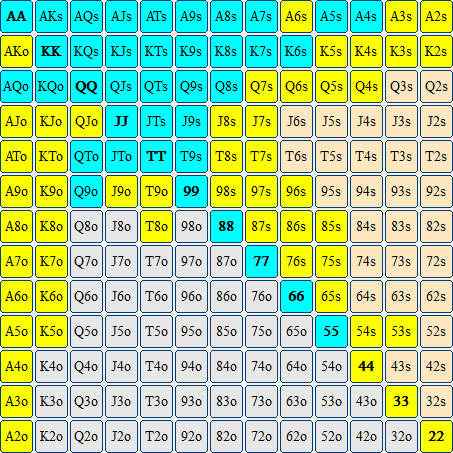 AA AKs AQs AJs ATs A9s A8s A7s A6s A5s A4s A3s A2s
AKo KK KQs KJs KTs K9s K8s K7s K6s K5s K4s K3s K2s
AQo KQo QQ QJs QTs Q9s Q8s Q7s Q6s Q5s Q4s Q3s Q2s
AJo KJo QJo JJ JTs J9s J8s J7s J6s J5s J4s J3s J2s
ATo KTo QTo JTo TT T9s T8s T7s T6s T5s T4s T3s T2s
A9o K9o Q9o J9o T9o 99 98s 97s 96s 95s 94s 93s 92s
A8o K8o Q8o J8o T8o 98o 88 87s 86s 85s 84s 83s 82s
A7o K7o Q7o J7o T7o 97o 87o 77 76s 75s 74s 73s 72s
A6o K6o Q6o J6o T6o 96o 86o 76o 66 65s 64s 63s 62s
A5o K5o Q5o J5o T5o 95o 85o 75o 65o 55 54s 53s 52s
A4o K4o Q4o J4o T4o 94o 84o 74o 64o 54o 44 43s 42s
A3o K3o Q3o J3o T3o 93o 83o 73o 63o 53o 43o 33 32s
A2o K2o Q2o J2o T2o 92o 82o 72o 62o 52o 42o 32o 22